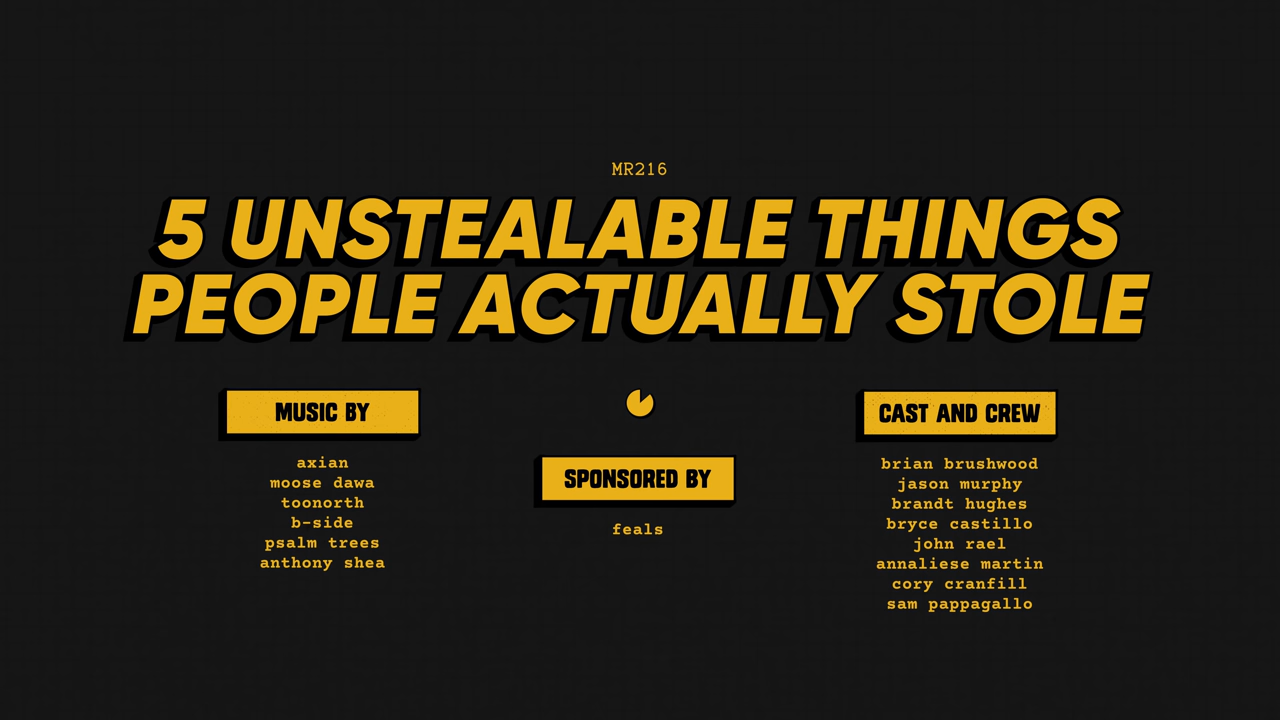 MR216
5 UNSTEALABLE THINGS
PEOPLE ACTUALLY STOLE
MUSIC BY
axian
moose dawa
toonorth
b-side
psalm trees
anthony shea
SPONSORED BY
feals
CAST AND CREW
brian brushwood
jason murphy
brandt hughes
bryce castillo
john rael
annaliese martin
cory cranfill
sam pappagallo